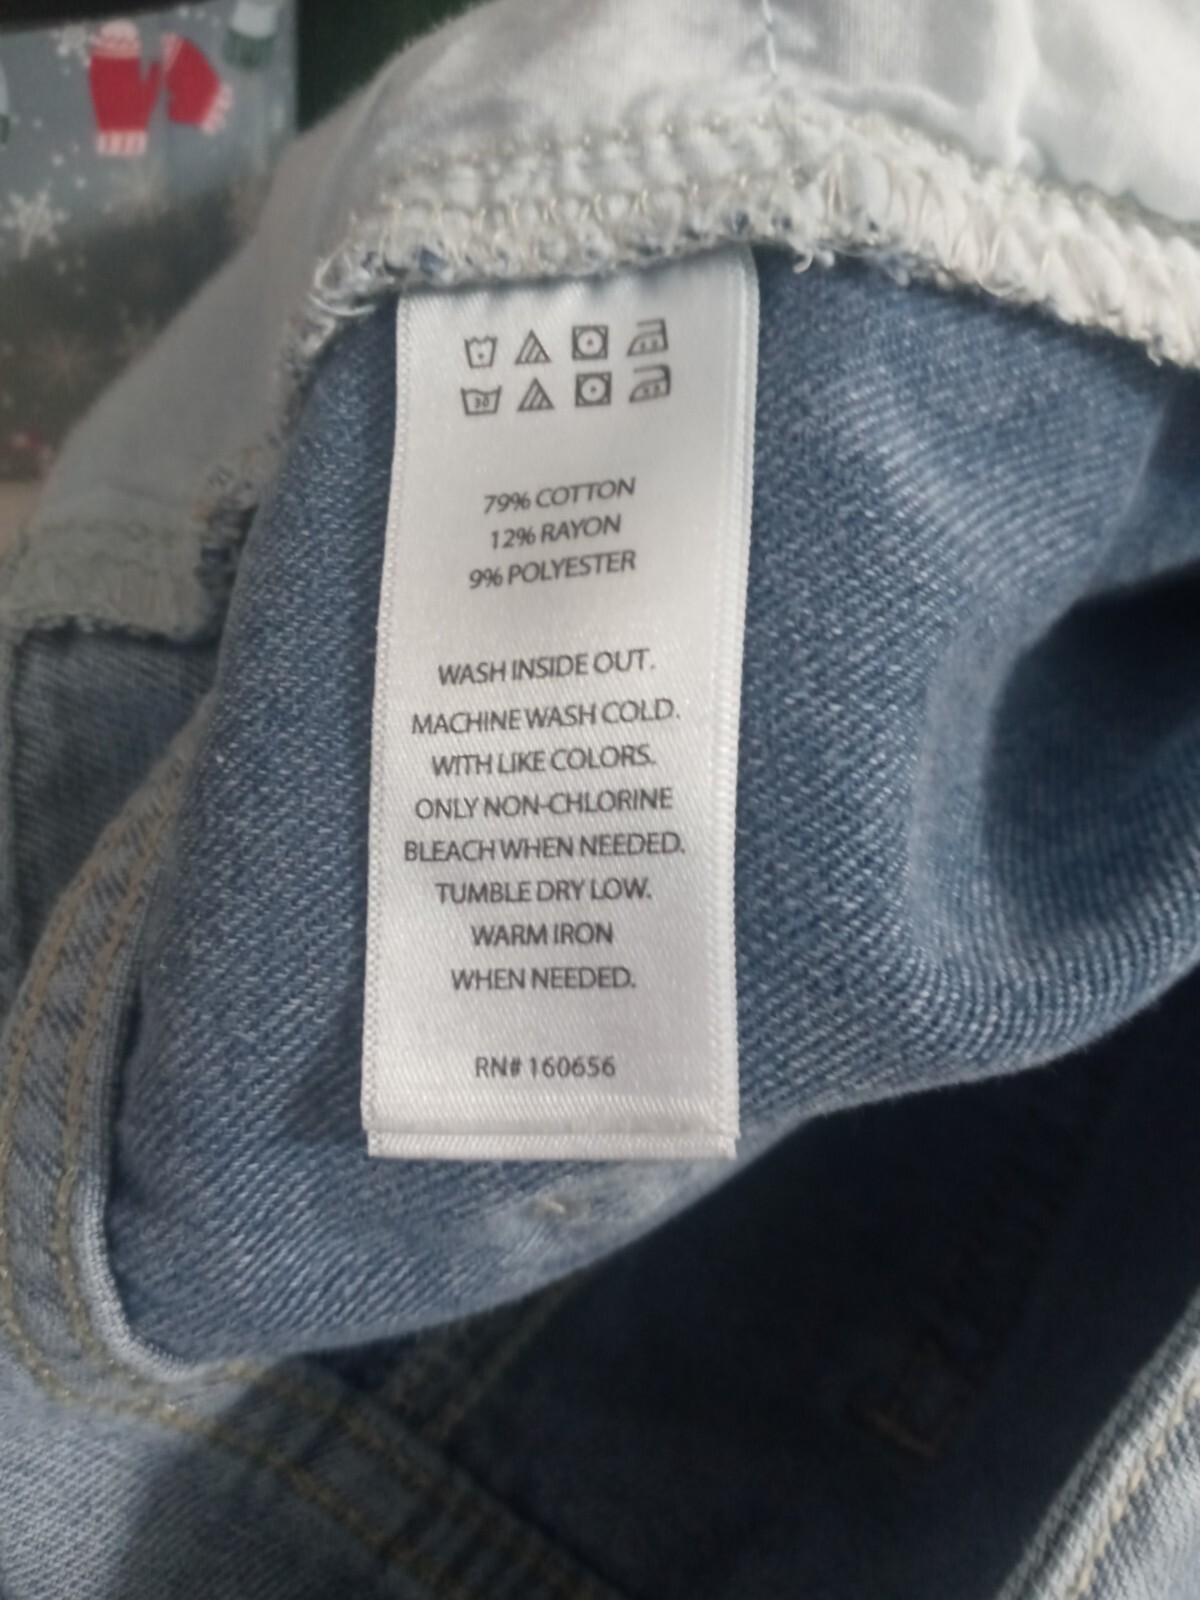 30
79% COTTON
12% RAYON
9% POLYESTER
WASH INSIDE OUT.
MACHINE WASH COLD.
WITH LIKE COLORS.
ONLY NON-CHLORINE
BLEACH WHEN NEEDED.
TUMBLE DRY LOW.
WARM IRON
WHEN NEEDED.
RN# 160656